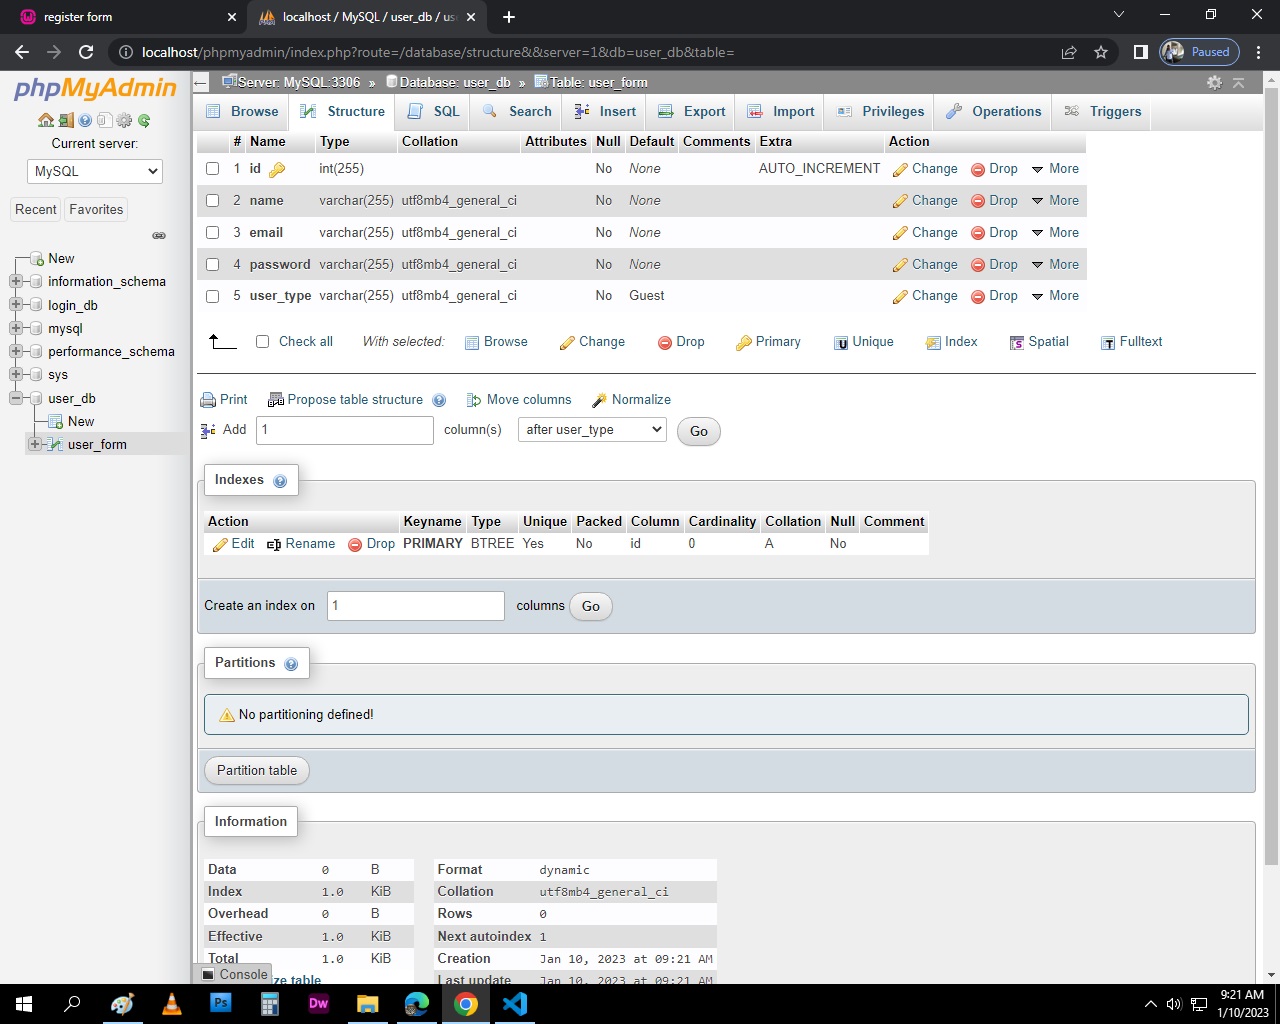 register form
localhost / MySQL / user_db / us
localhost/phpmyadmin/index.php?route=/database/structure&&server=1&db=user_db&table=
Paused
phpMyAdmin
Current server:
MySQL
Recent Favorites
New
information_schema
login_db
mysql
performance_schema
sys
user_db
New
user_form
Server: MySQL:3306 » Database: user_db » Table: user_form
Browse Structure SQL Search Insert Export Import Privileges Operations Triggers
# Name Type Collation Attributes Null Default Comments Extra Action
1 id int(255) No None AUTO_INCREMENT Change Drop More
2 name varchar(255) utf8mb4_general_ci No None Change Drop More
3 email varchar(255) utf8mb4_general_ci No None Change Drop More
4 password varchar(255) utf8mb4_general_ci No None Change Drop More
5 user_type varchar(255) utf8mb4_general_ci No Guest Change Drop More
Check all With selected: Browse Change Drop Primary Unique Index Spatial Fulltext
Print Propose table structure Move columns Normalize
Add 1 column(s) after user_type Go
Indexes
Action Keyname Type Unique Packed Column Cardinality Collation Null Comment
Edit Rename Drop PRIMARY BTREE Yes No id 0 A No
Create an index on 1 columns Go
Partitions
No partitioning defined!
Partition table
Information
Data 0 B
Index 1.0 KiB
Overhead 0 B
Effective 1.0 KiB
Total 1.0 KiB
Format dynamic
Collation utf8mb4_general_ci
Rows 0
Next autoindex 1
Creation Jan 10, 2023 at 09:21 AM
Last update Jan 10, 2023 at 09:21 AM
Console
ze table
Ps
Dw
9:21 AM
1/10/2023